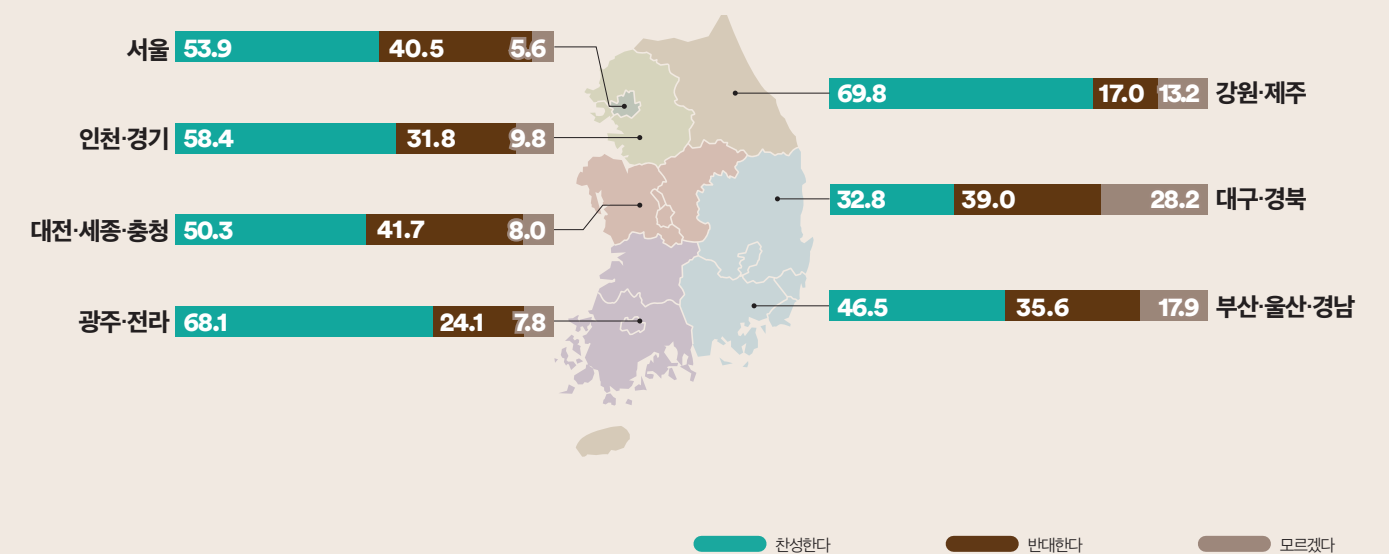 서울 53.9 40.5 5.6
인천·경기 58.4 31.8 9.8
대전·세종·충청 50.3 41.7 8.0
광주·전라 68.1 24.1 7.8
69.8 17.0 13.2 강원·제주
32.8 39.0 28.2 대구·경북
46.5 35.6 17.9 부산·울산·경남
찬성한다 반대한다 모르겠다